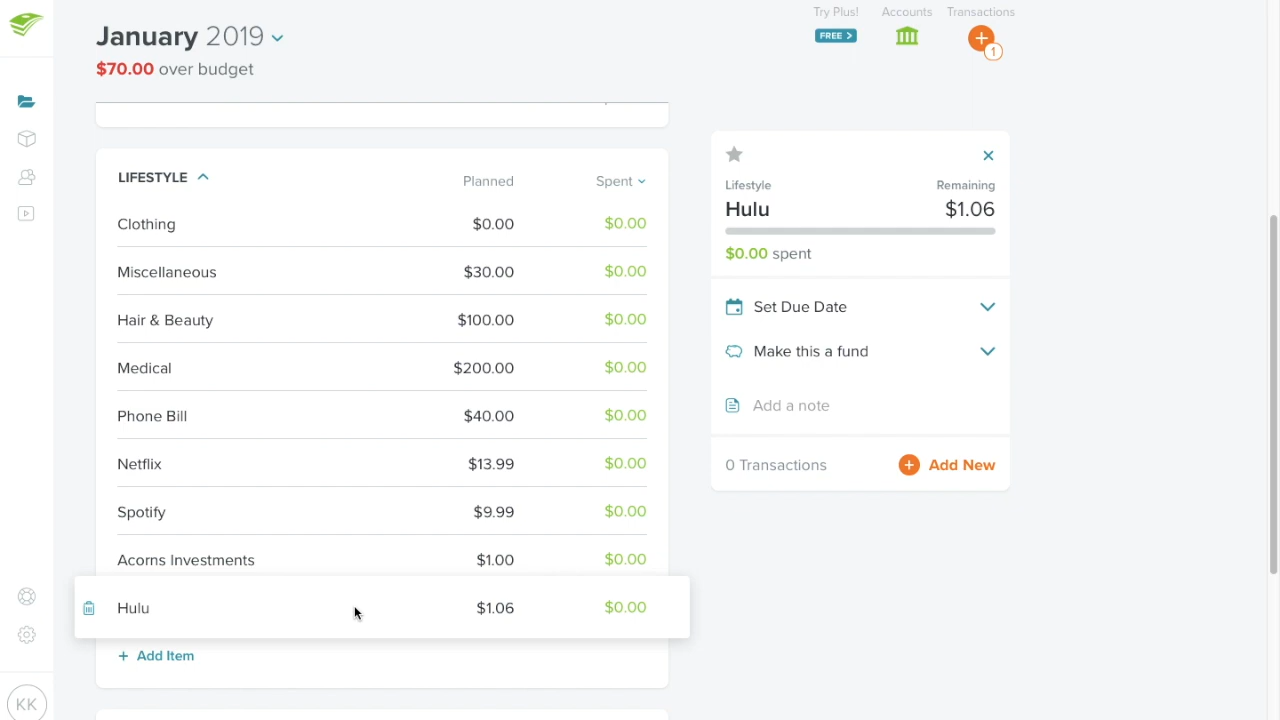 Try Plus! Accounts Transactions
January 2019
FREE >
1
$70.00 over budget
LIFESTYLE Planned Spent
Clothing $0.00 $0.00
Miscellaneous $30.00 $0.00
Hair & Beauty $100.00 $0.00
Medical $200.00 $0.00
Phone Bill $40.00 $0.00
Netflix $13.99 $0.00
Spotify $9.99 $0.00
Acorns Investments $1.00 $0.00
Hulu $1.06 $0.00
+ Add Item
Lifestyle Remaining
Hulu $1.06
$0.00 spent
Set Due Date
Make this a fund
Add a note
0 Transactions + Add New
KK